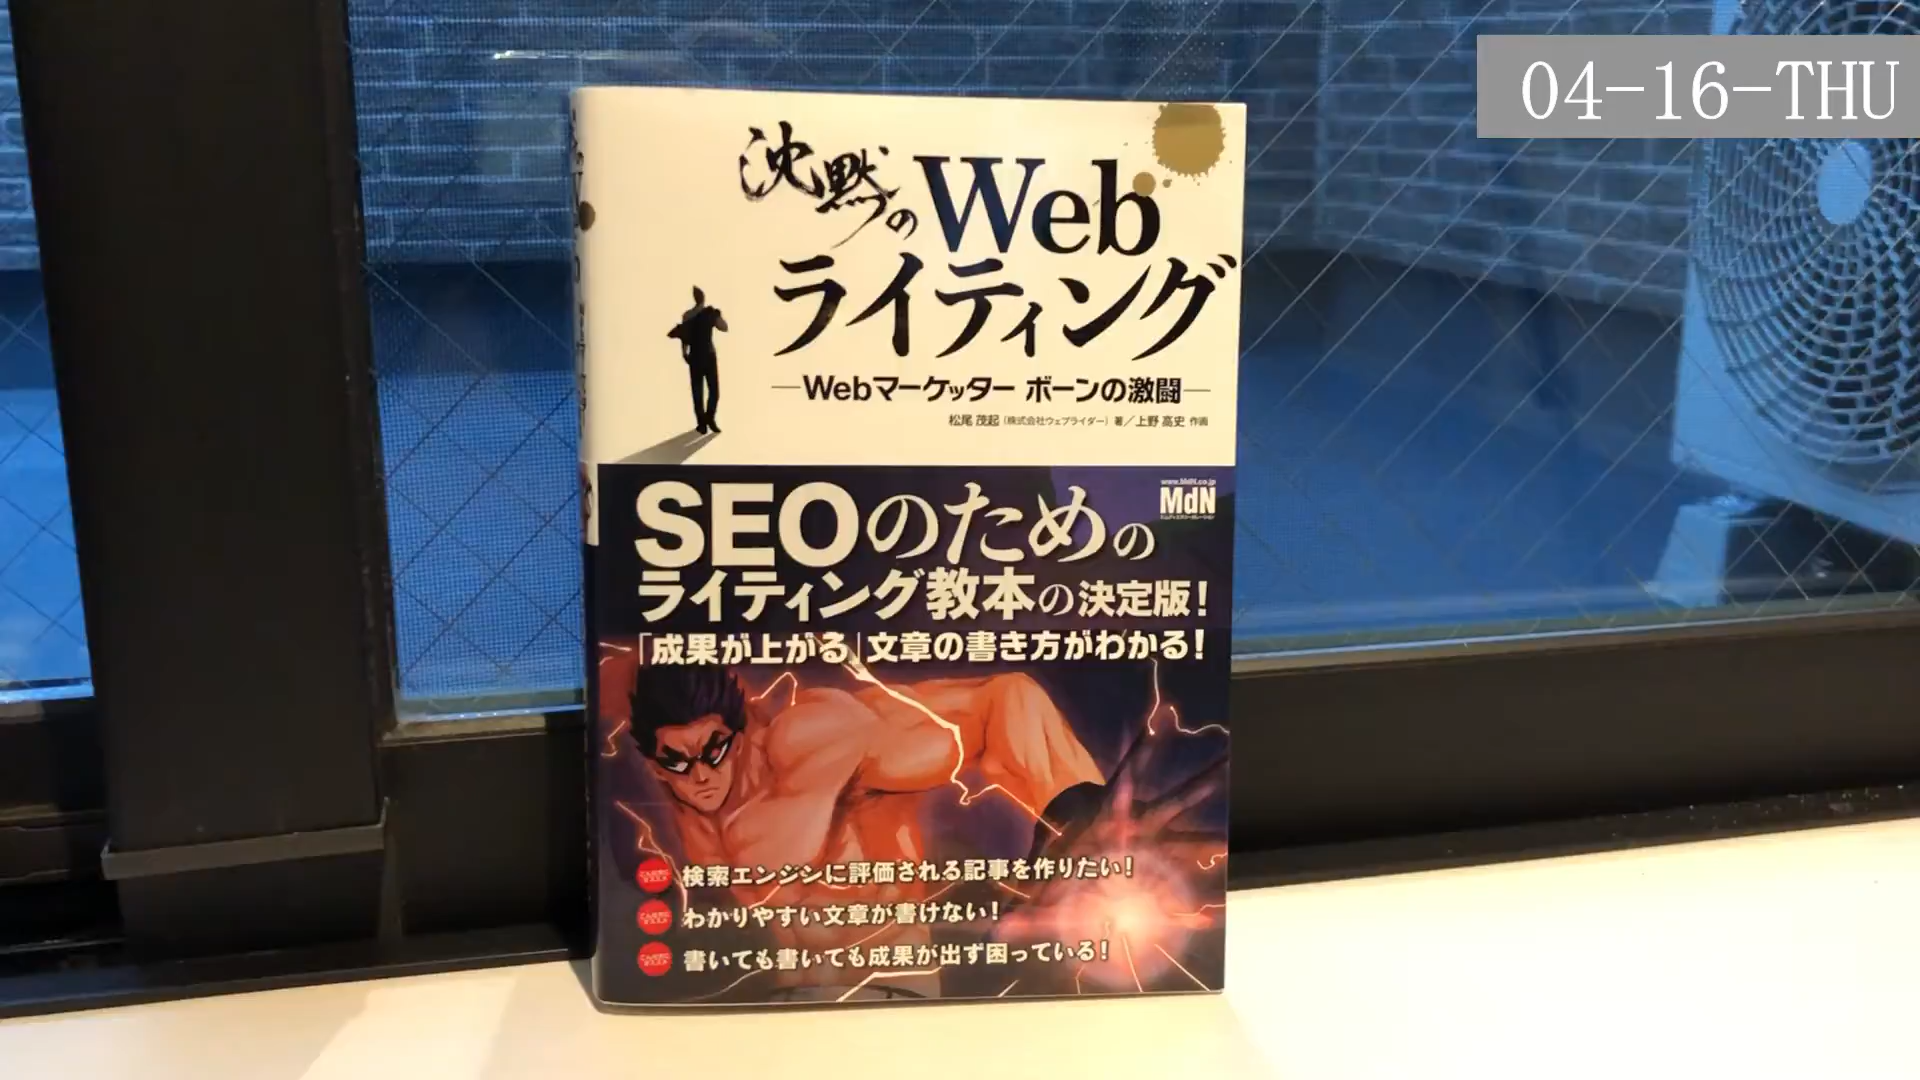 04-16-THU
沈黙のWeb
ライティング
—Webマーケッター ボーンの激闘—
松尾 茂起(株式会社ウェブライダー)著/上野 高史 作画
www.MdN.co.jp
MdN
SEOのための
ライティング教本の決定版!
「成果が上がる」文章の書き方がわかる!
検索エンジンに評価される記事を作りたい!
わかりやすい文章が書けない!
書いても書いても成果が出ず困っている!